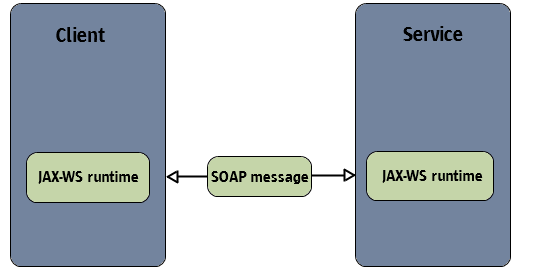 Client
Service
JAX-WS runtime
SOAP message
JAX-WS runtime